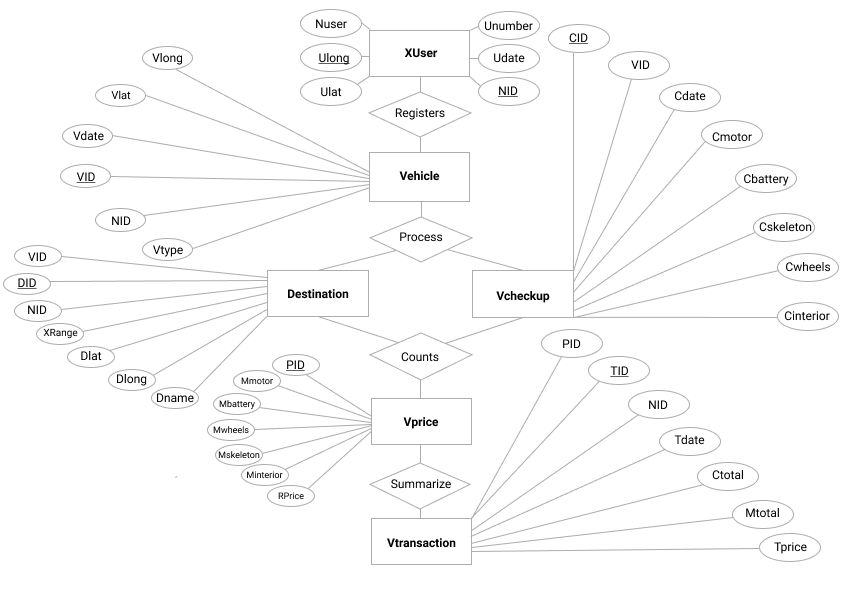 Nuser
Unumber
XUser
CID
Ulong
Udate
Vlong
VID
Ulat
NID
Vlat
Cdate
Registers
Vdate
Cmotor
VID
Vehicle
Cbattery
NID
Cskeleton
Process
Vtype
VID
Cwheels
DID
Destination
Vcheckup
NID
Cinterior
XRange
PID
Dlat
Counts
PID
TID
Dlong
Mmotor
Dname
Mbattery
NID
Vprice
Mwheels
Tdate
Mskeleton
Minterior
Ctotal
Summarize
RPrice
Mtotal
Vtransaction
Tprice